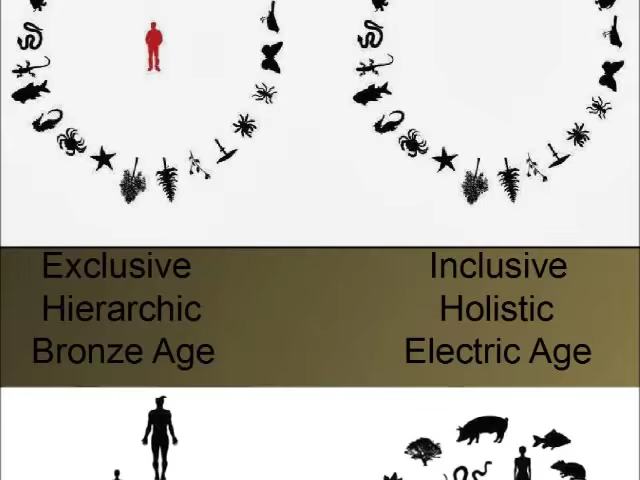 Exclusive
Hierarchic
Bronze Age
Inclusive
Holistic
Electric Age